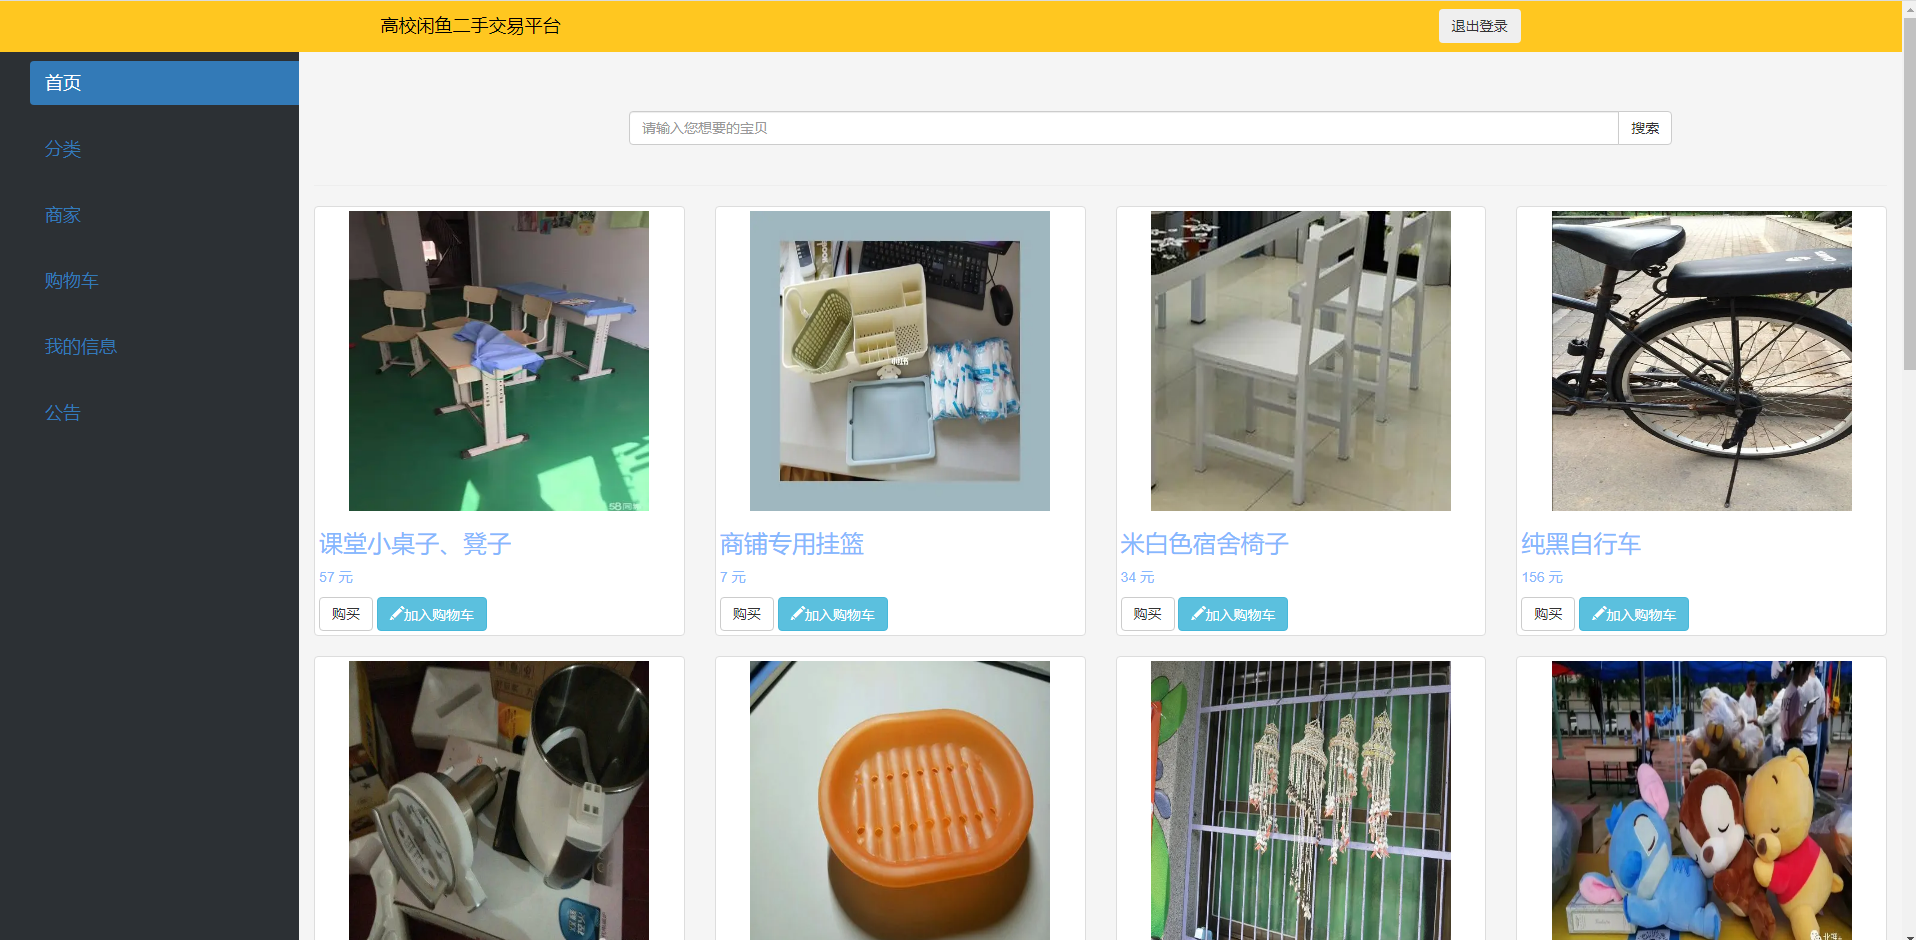 高校闲鱼二手交易平台
退出登录
首页
分类
商家
购物车
我的信息
公告
请输入您想要的宝贝
搜索
58同城
课堂小桌子、凳子
57 元
购买
加入购物车
商铺专用挂篮
7 元
购买
加入购物车
米白色宿舍椅子
34 元
购买
加入购物车
纯黑自行车
156 元
购买
加入购物车